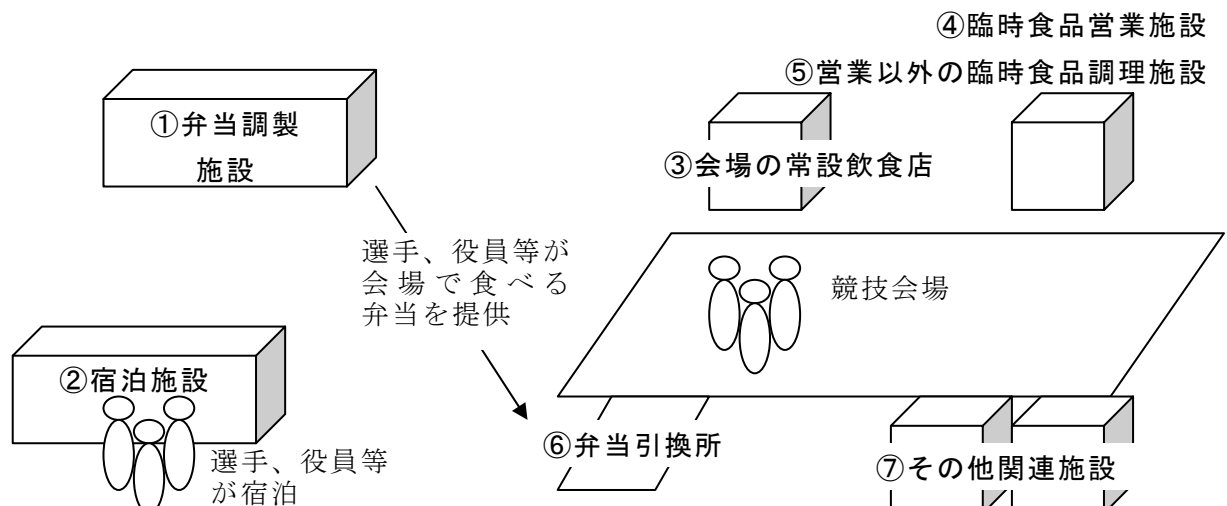 ④臨時食品営業施設
⑤営業以外の臨時食品調理施設
①弁当調製
施設
③会場の常設飲食店
選手、役員等が
会場で食べる
弁当を提供
競技会場
②宿泊施設
選手、役員等
が宿泊
⑥弁当引換所
⑦その他関連施設